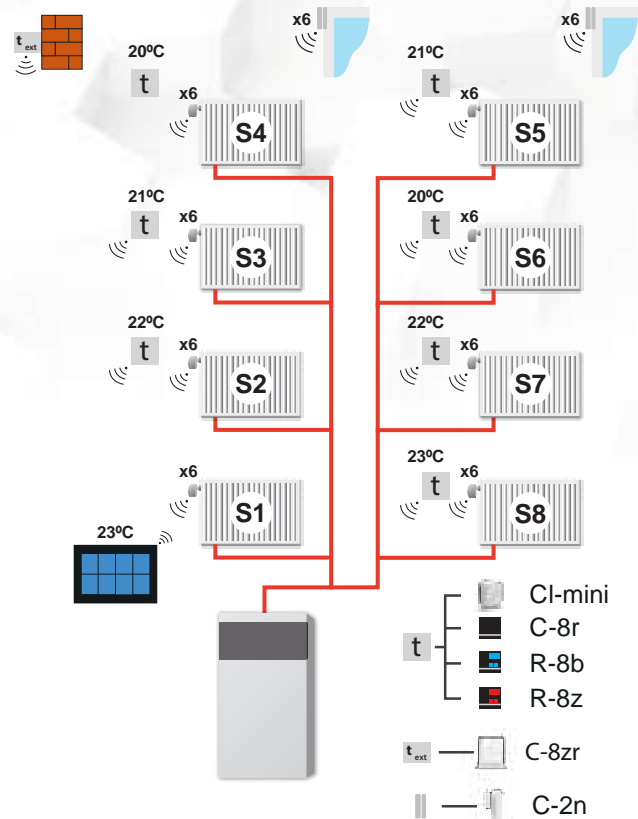 t ext
x6
x6
20ºC
t
x6
S4
21ºC
t
x6
S5
21ºC
t
x6
S3
20ºC
t
x6
S6
22ºC
t
x6
S2
22ºC
t
x6
S7
x6
S1
23ºC
23ºC
t
x6
S8
t
CI-mini
C-8r
R-8b
R-8z
t ext
C-8zr
C-2n